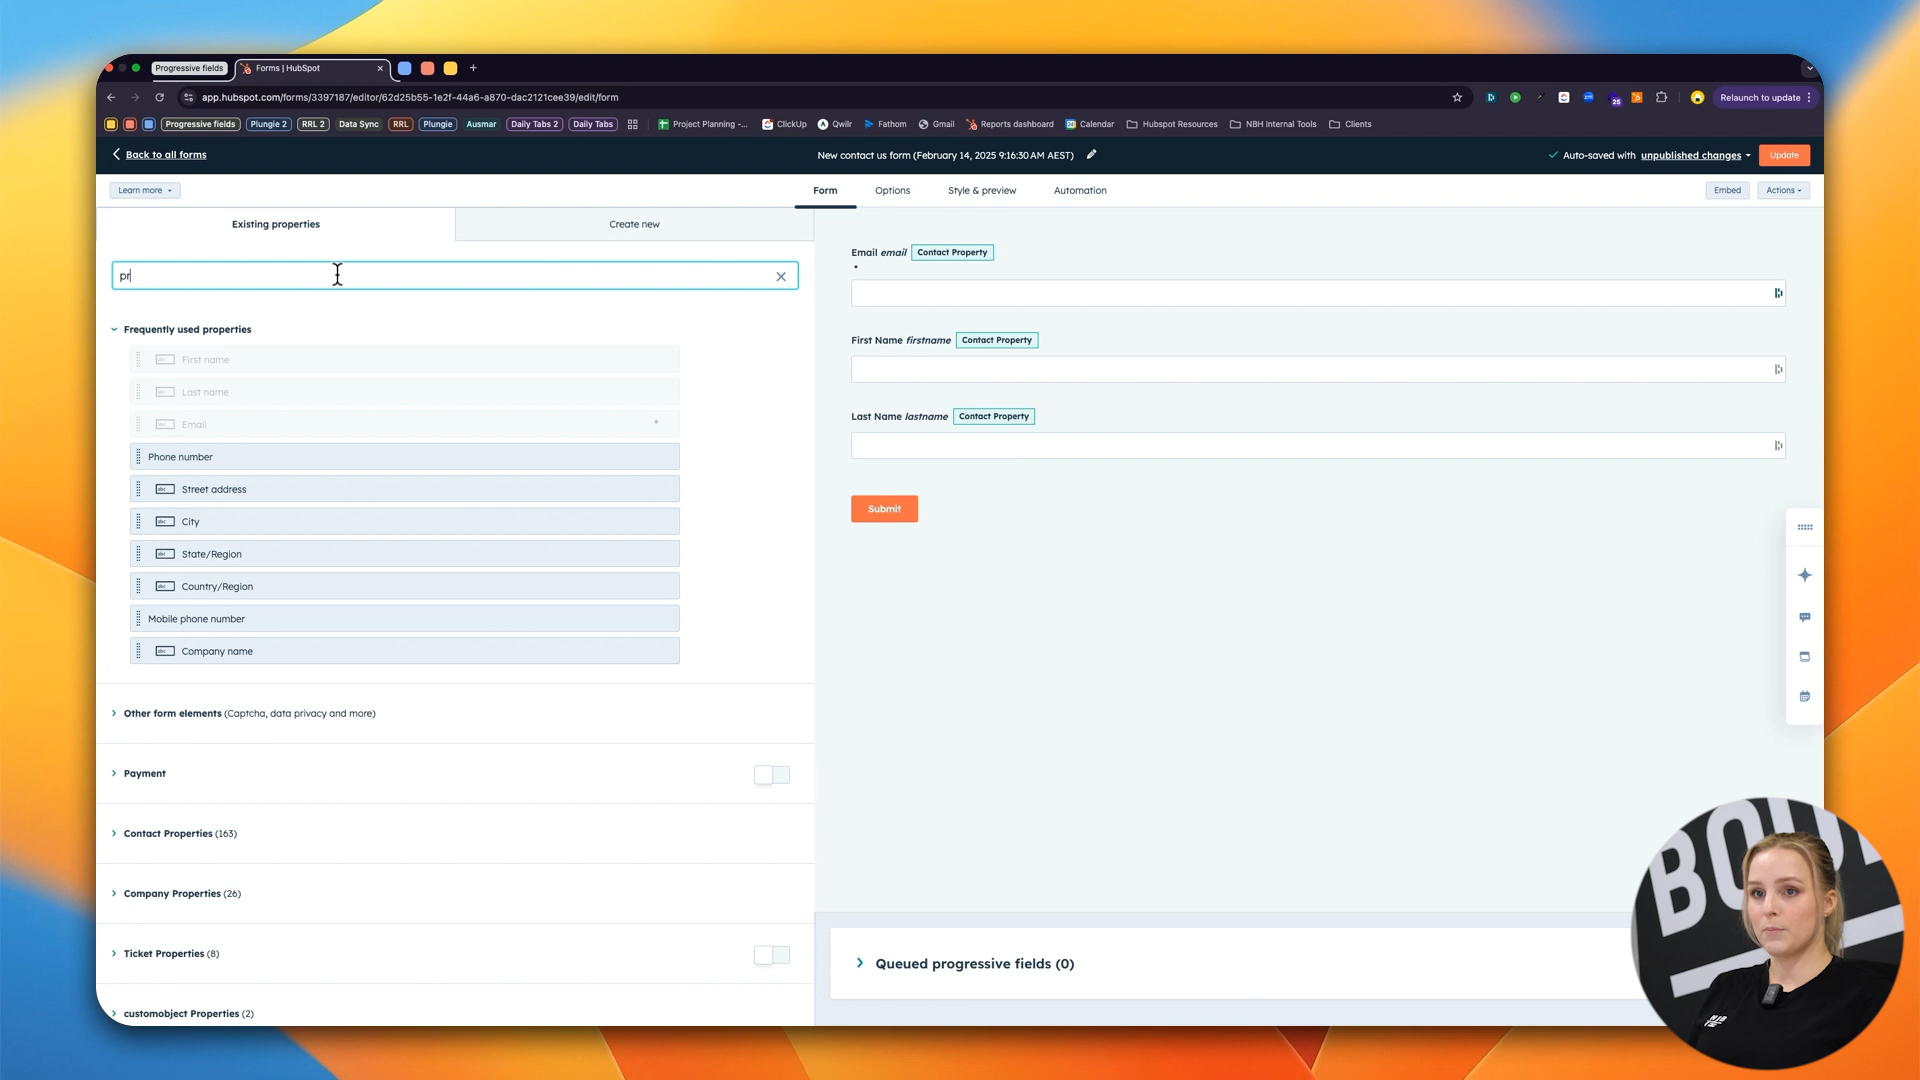 Progressive fields
Forms | HubSpot
app.hubspot.com/forms/3397187/editor/62d25b55-1e2f-44a6-a870-dac2121cee39/edit/form
25
Relaunch to update
Progressive fields
Plungie 2
RRL 2
Data Sync
RRL
Plungie
Ausmar
Daily Tabs 2
Daily Tabs
Project Planning -...
ClickUp
Qwilr
Fathom
Gmail
Reports dashboard
Calendar
Hubspot Resources
NBH Internal Tools
Clients
Back to all forms
New contact us form (February 14, 2025 9:16:30 AM AEST)
Auto-saved with unpublished changes
Update
Learn more
Form
Options
Style & preview
Automation
Embed
Actions
Existing properties
Create new
pr
Frequently used properties
First name
Last name
Email
Phone number
Street address
City
State/Region
Country/Region
Mobile phone number
Company name
Other form elements (Captcha, data privacy and more)
Payment
Contact Properties (163)
Company Properties (26)
Ticket Properties (8)
customobject Properties (2)
Email email Contact Property
*
First Name firstname Contact Property
Last Name lastname Contact Property
Submit
Queued progressive fields (0)